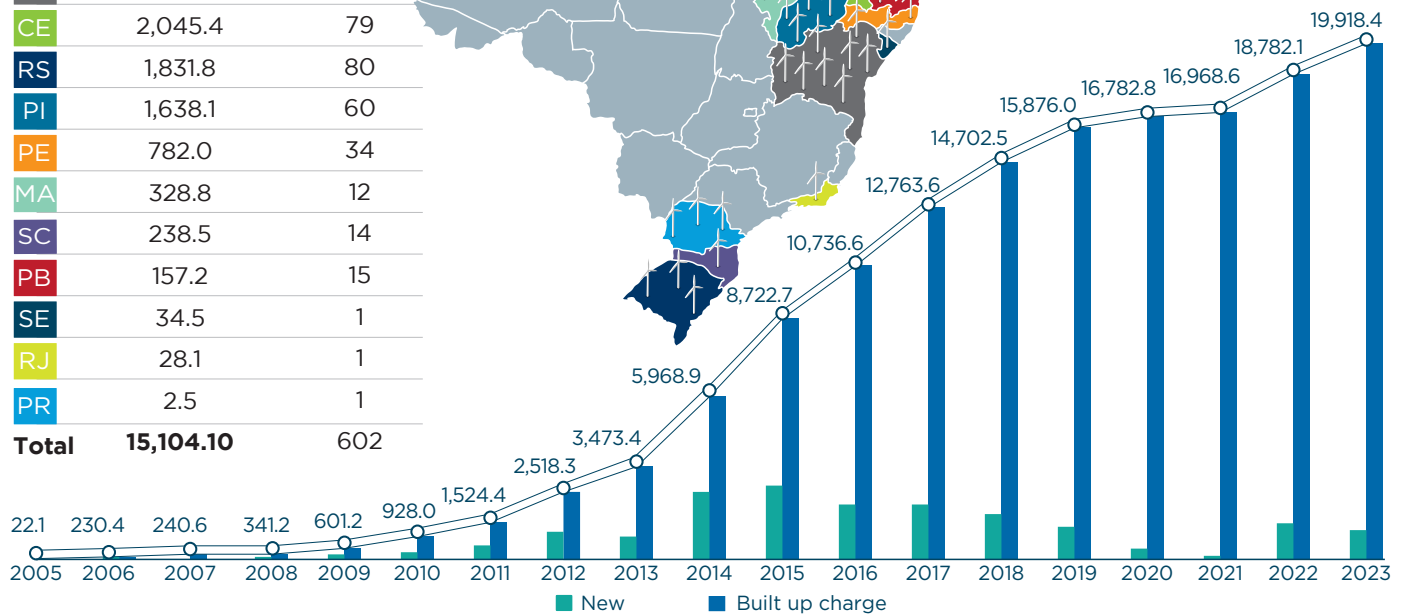 CE 2,045.4 79
RS 1,831.8 80
PI 1,638.1 60
PE 782.0 34
MA 328.8 12
SC 238.5 14
PB 157.2 15
SE 34.5 1
RJ 28.1 1
PR 2.5 1
Total 15,104.10 602
22.1
230.4
240.6
341.2
601.2
928.0
1,524.4
2,518.3
3,473.4
5,968.9
8,722.7
10,736.6
12,763.6
14,702.5
15,876.0
16,782.8
16,968.6
18,782.1
19,918.4
2005 2006 2007 2008 2009 2010 2011 2012 2013 2014 2015 2016 2017 2018 2019 2020 2021 2022 2023
New Built up charge